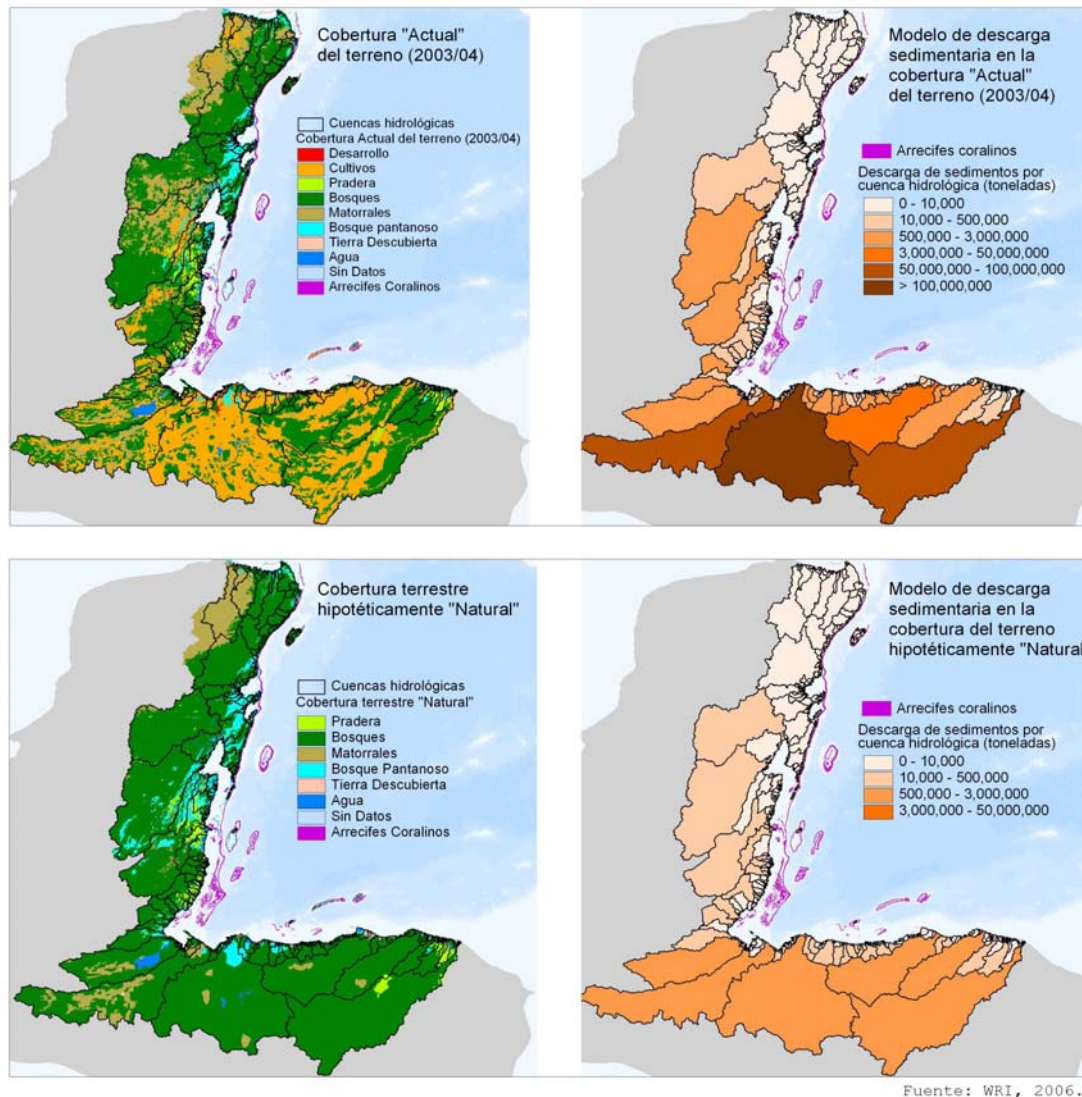 Cobertura "Actual"
del terreno (2003/04)
Cuencas hidrológicas
Cobertura Actual del terreno (2003/04)
Desarrollo
Cultivos
Pradera
Bosques
Matorrales
Bosque pantanoso
Tierra Descubierta
Agua
Sin Datos
Arrecifes Coralinos
Modelo de descarga
sedimentaria en la
cobertura "Actual"
del terreno (2003/04)
Arrecifes coralinos
Descarga de sedimentos por
cuenca hidrológica (toneladas)
0 - 10,000
10,000 - 500,000
500,000 - 3,000,000
3,000,000 - 50,000,000
50,000,000 - 100,000,000
> 100,000,000
Cobertura terrestre
hipotéticamente "Natural"
Cuencas hidrológicas
Cobertura terrestre "Natural"
Pradera
Bosques
Matorrales
Bosque Pantanoso
Tierra Descubierta
Agua
Sin Datos
Arrecifes Coralinos
Modelo de descarga
sedimentaria en la
cobertura del terreno
hipotéticamente "Natural
Arrecifes coralinos
Descarga de sedimentos por
cuenca hidrológica (toneladas)
0 - 10,000
10,000 - 500,000
500,000 - 3,000,000
3,000,000 - 50,000,000
Fuente: WRI, 2006.